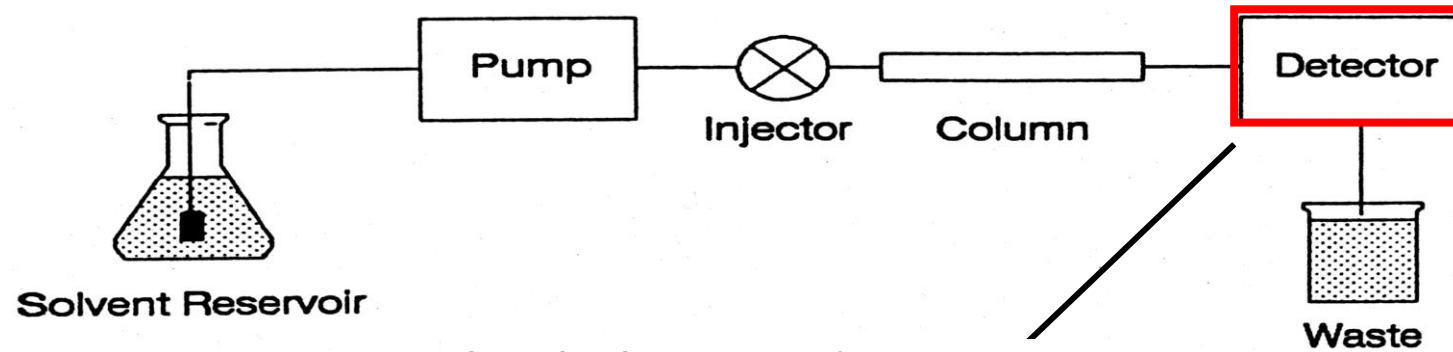 Pump
Detector
Injector
Column
Solvent Reservoir
Waste